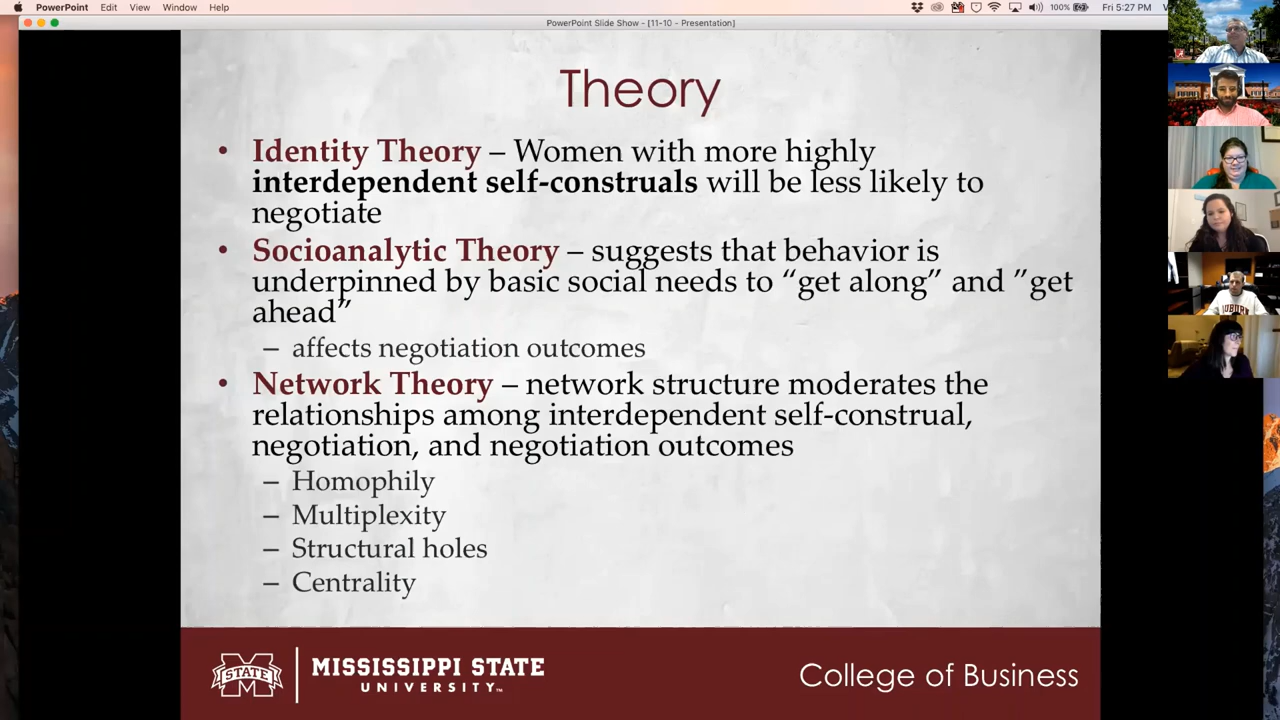 PowerPoint Edit View Window Help
100% Fri 5:27 PM
PowerPoint Slide Show - [11-10 - Presentation]
Theory
• Identity Theory – Women with more highly
interdependent self-construals will be less likely to
negotiate
• Socioanalytic Theory – suggests that behavior is
underpinned by basic social needs to “get along” and ”get
ahead”
– affects negotiation outcomes
• Network Theory – network structure moderates the
relationships among interdependent self-construal,
negotiation, and negotiation outcomes
– Homophily
– Multiplexity
– Structural holes
– Centrality
STATE
MISSISSIPPI STATE
UNIVERSITY™
College of Business